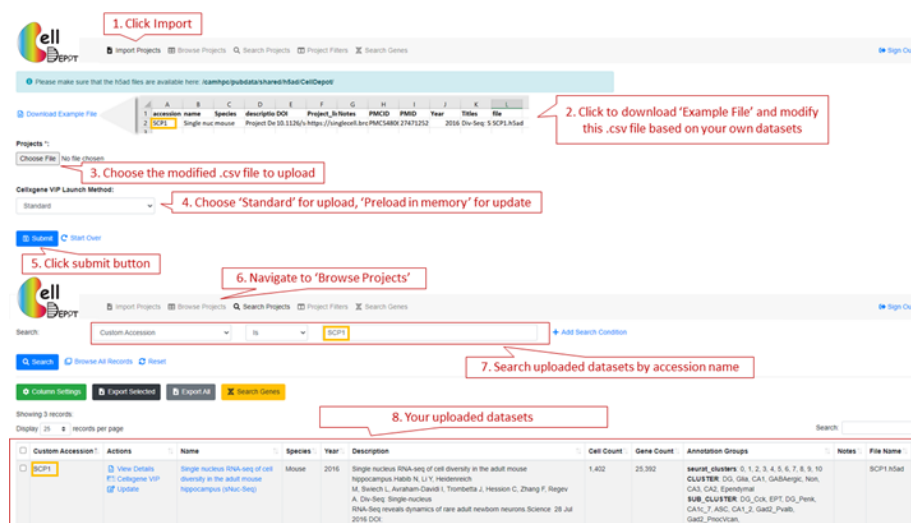 1. Click Import
Cell DEPOT
Import Projects Browse Projects Search Projects Project Filters Search Genes Sign Ou
Please make sure that the h5ad files are available here: /camhpc/pubdata/shared/h5ad/CellDepot/
Download Example File
A B C D E F G H I J K L
1 accession name Species descriptio DOI Project_li Notes PMCID PMID Year Titles file
2 SCP1 Single nuc mouse Project De 10.1126/s https://singlecell.bro PMC5480 27471252 2016 Div-Seq: S SCP1.h5ad
2. Click to download 'Example File' and modify
this .csv file based on your own datasets
Projects *:
Choose File No file chosen
3. Choose the modified .csv file to upload
Cellxgene VIP Launch Method:
Standard
4. Choose 'Standard' for upload, 'Preload in memory' for update
Submit Start Over
5. Click submit button
6. Navigate to 'Browse Projects'
Cell DEPOT
Import Projects Browse Projects Search Projects Project Filters Search Genes Sign Ou
Search: Custom Accession Is SCP1 + Add Search Condition
Search Browse All Records Reset
7. Search uploaded datasets by accession name
Column Settings Export Selected Export All Search Genes
Showing 3 records.
8. Your uploaded datasets
Display 25 records per page Search:
Custom Accession Actions Name Species Year Description Cell Count Gene Count Annotation Groups Notes File Name
SCP1 View Details Single nucleus RNA-seq of cell Mouse 2016 Single nucleus RNA-seq of cell diversity in the adult mouse 1,402 25,392 seurat_clusters: 0, 1, 2, 3, 4, 5, 6, 7, 8, 9, 10 SCP1.h5ad
Cellxgene VIP diversity in the adult mouse hippocampus.Habib N, Li Y, Heidenreich CLUSTER: DG, Glia, CA1, GABAergic, Non,
Update hippocampus (sNuc-Seq) M, Swiech L, Avraham-Davidi I, Trombetta J, Hession C, Zhang F, Regev CA3, CA2, Ependymal
A. Div-Seq: Single-nucleus SUB_CLUSTER: DG_Cck, EPT, DG_Penk,
RNA-Seq reveals dynamics of rare adult newborn neurons.Science 28 Jul CA1c_7, ASC, CA1_2, Gad2_Pvalb,
2016 DOI: Gad2_PnocVcan,